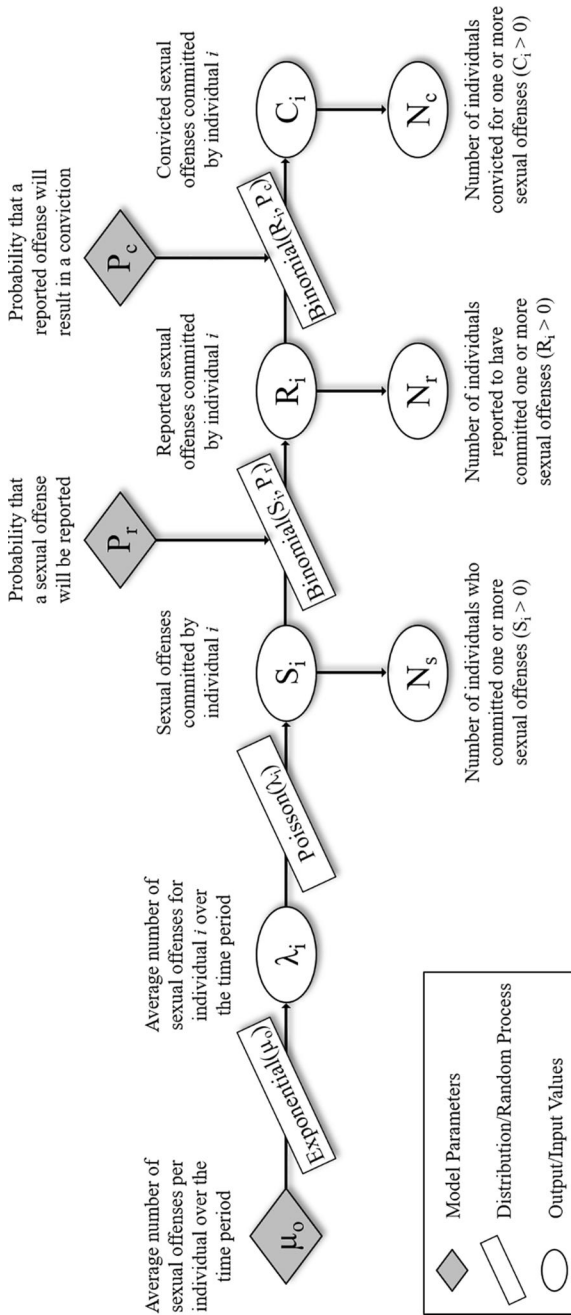 Average number of
sexual offenses per
individual over the
time period
μₒ
Exponential(μₒ)
Average number of
sexual offenses for
individual i over
the time period
λᵢ
Poisson(λᵢ)
Sexual offenses
committed by
individual i
Sᵢ
Number of individuals who
committed one or more
sexual offenses (Sᵢ > 0)
Nₛ
Probability that
a sexual offense
will be reported
Pᵣ
Binomial(Sᵢ, Pᵣ)
Reported sexual
offenses committed
by individual i
Rᵢ
Nᵣ
Number of individuals
reported to have
committed one or more
sexual offenses (Rᵢ > 0)
Probability that a
reported offense will
result in a conviction
P_c
Binomial(Rᵢ, P_c)
Convicted sexual
offenses committed
by individual i
Cᵢ
N_c
Number of individuals
convicted for one or more
sexual offenses (Cᵢ > 0)
Model Parameters
Distribution/Random Process
Output/Input Values